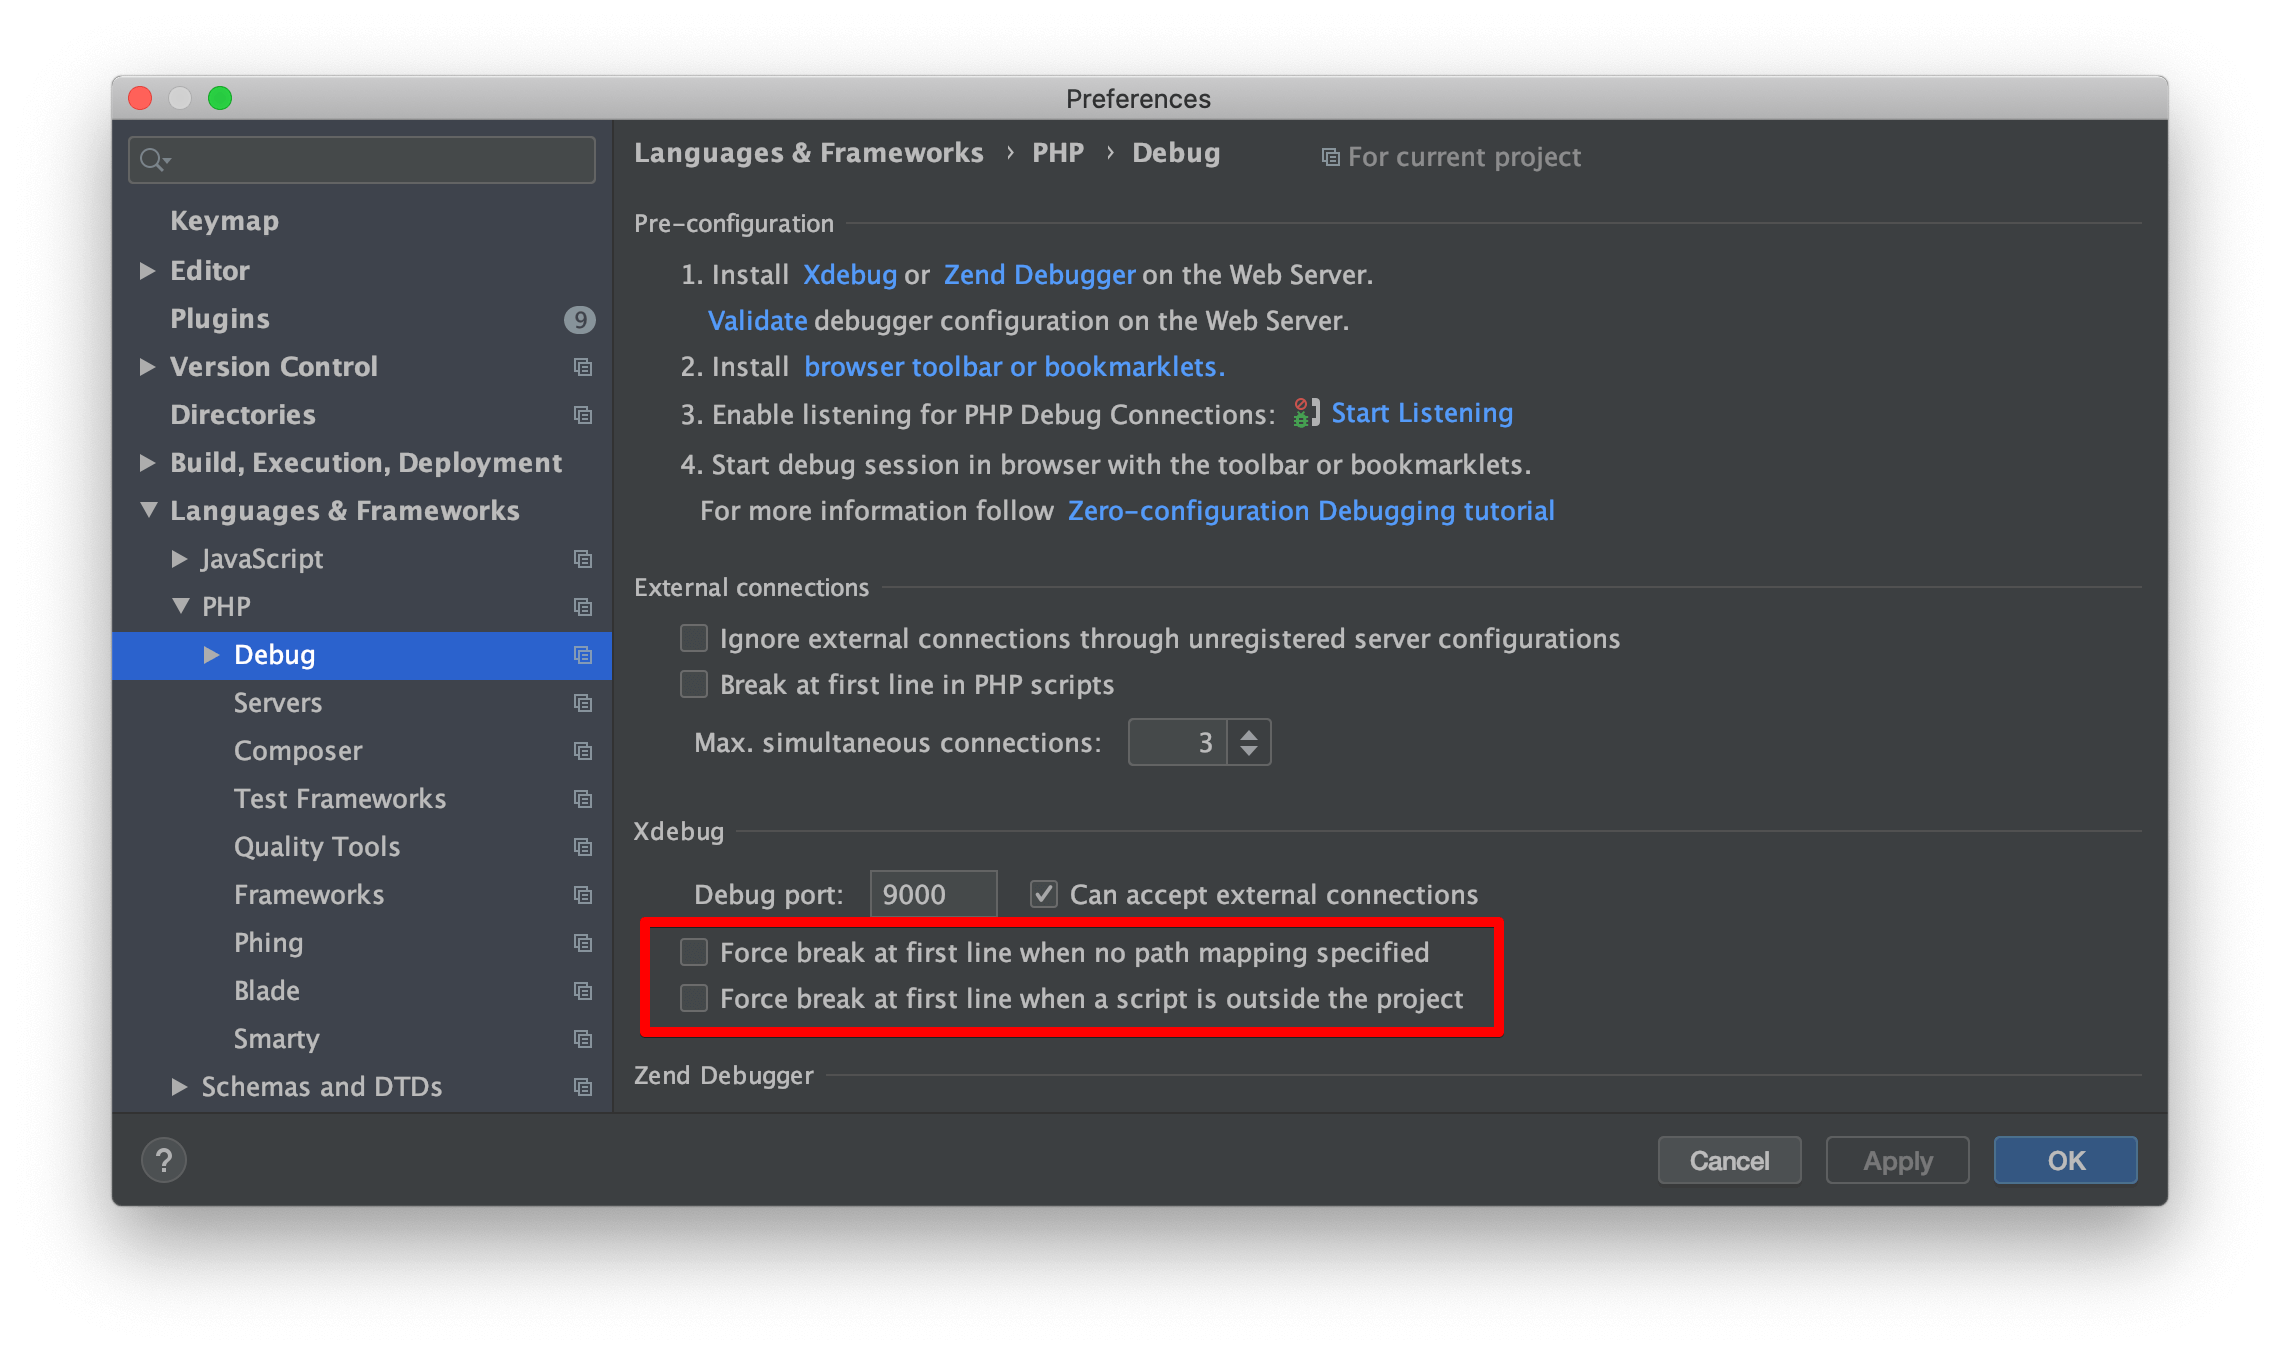 Preferences
Keymap
Editor
Plugins 9
Version Control
Directories
Build, Execution, Deployment
Languages & Frameworks
JavaScript
PHP
Debug
Servers
Composer
Test Frameworks
Quality Tools
Frameworks
Phing
Blade
Smarty
Schemas and DTDs
Languages & Frameworks › PHP › Debug For current project
Pre-configuration
1. Install Xdebug or Zend Debugger on the Web Server.
Validate debugger configuration on the Web Server.
2. Install browser toolbar or bookmarklets.
3. Enable listening for PHP Debug Connections: Start Listening
4. Start debug session in browser with the toolbar or bookmarklets.
For more information follow Zero-configuration Debugging tutorial
External connections
Ignore external connections through unregistered server configurations
Break at first line in PHP scripts
Max. simultaneous connections: 3
Xdebug
Debug port: 9000 Can accept external connections
Force break at first line when no path mapping specified
Force break at first line when a script is outside the project
Zend Debugger
? Cancel Apply OK